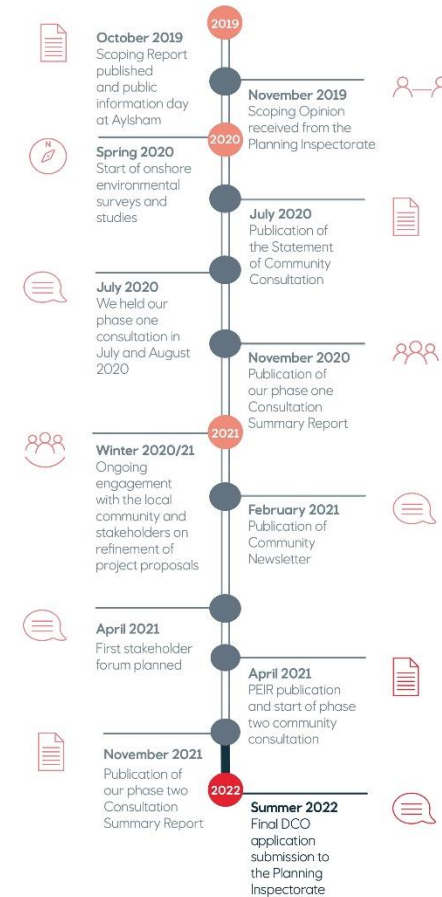 2019
October 2019
Scoping Report
published
and public
information day
at Aylsham
November 2019
Scoping Opinion
received from the
Planning Inspectorate
2020
Spring 2020
Start of onshore
environmental
surveys and
studies
N
July 2020
Publication of
the Statement
of Community
Consultation
July 2020
We held our
phase one
consultation in
July and August
2020
November 2020
Publication of
our phase one
Consultation
Summary Report
2021
Winter 2020/21
Ongoing
engagement
with the local
community and
stakeholders on
refinement of
project proposals
February 2021
Publication of
Community
Newsletter
April 2021
First stakeholder
forum planned
April 2021
PEIR publication
and start of phase
two community
consultation
November 2021
Publication of
our phase two
Consultation
Summary Report
2022
Summer 2022
Final DCO
application
submission to
the Planning
Inspectorate